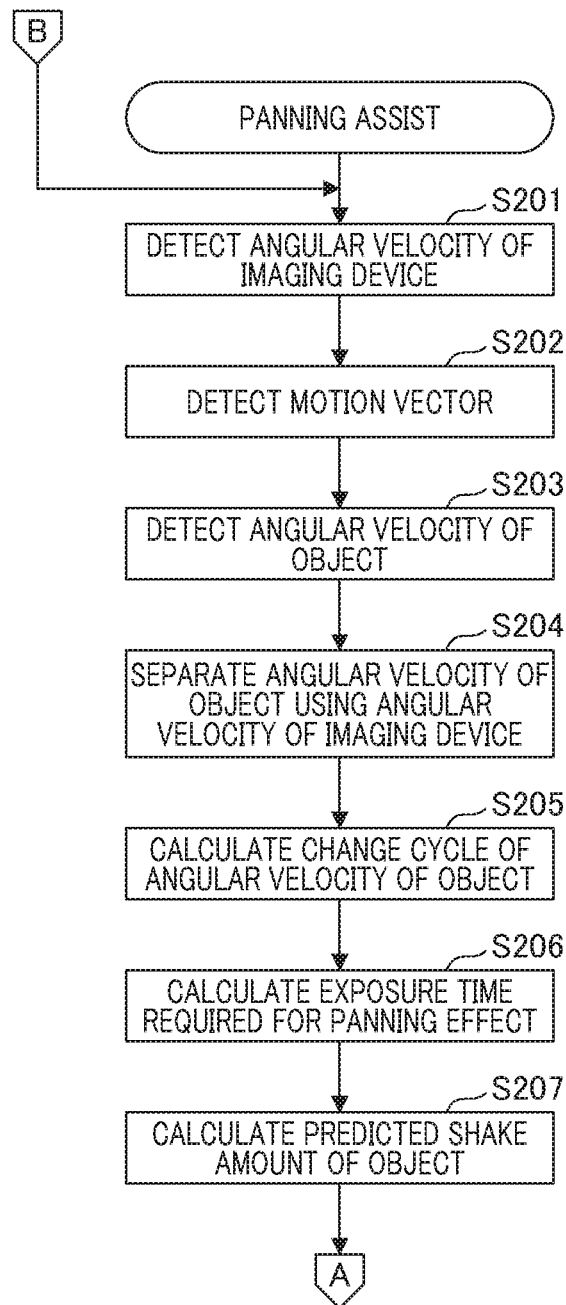 B
PANNING ASSIST
S201
DETECT ANGULAR VELOCITY OF
IMAGING DEVICE
S202
DETECT MOTION VECTOR
S203
DETECT ANGULAR VELOCITY OF
OBJECT
S204
SEPARATE ANGULAR VELOCITY OF
OBJECT USING ANGULAR
VELOCITY OF IMAGING DEVICE
S205
CALCULATE CHANGE CYCLE OF
ANGULAR VELOCITY OF OBJECT
S206
CALCULATE EXPOSURE TIME
REQUIRED FOR PANNING EFFECT
S207
CALCULATE PREDICTED SHAKE
AMOUNT OF OBJECT
A